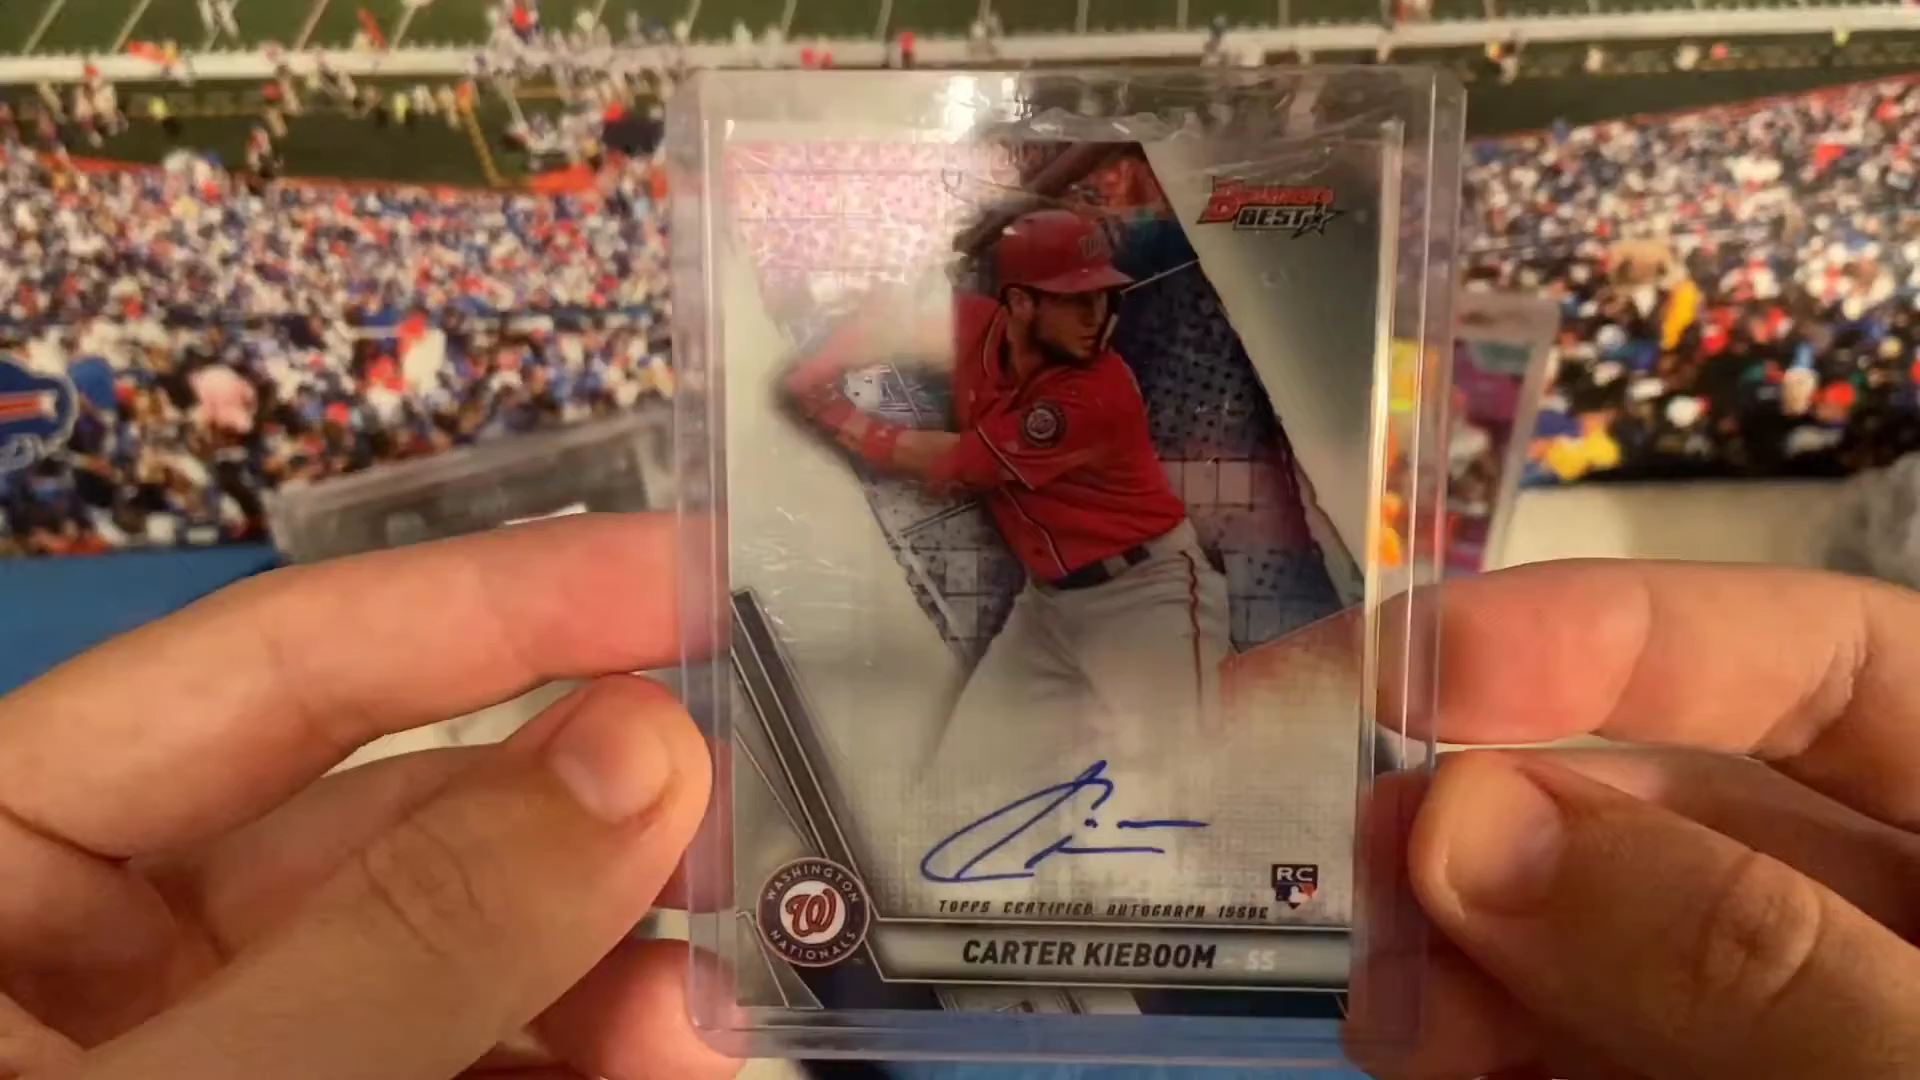 BOWMAN'S
BEST
W
RC
TOPPS CERTIFIED AUTOGRAPH ISSUE
WASHINGTON
W
NATIONALS
CARTER KIEBOOM - SS